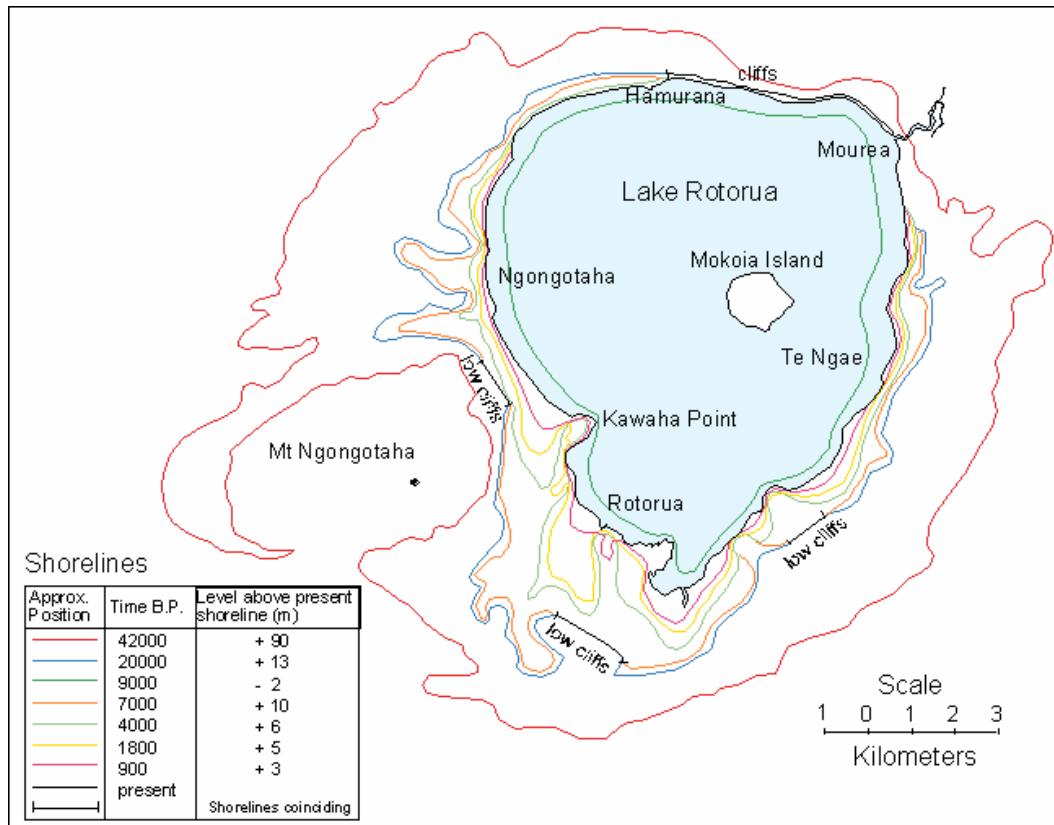 cliffs
Hamurana
Mourea
Lake Rotorua
Mokoia Island
Ngongotaha
Te Ngae
low cliffs
Kawaha Point
Mt Ngongotaha
Rotorua
low cliffs
low cliffs
Shorelines
Approx. Position Time B.P. Level above present shoreline (m)
42000 + 90
20000 + 13
9000 - 2
7000 + 10
4000 + 6
1800 + 5
900 + 3
present
Shorelines coinciding
Scale
1 0 1 2 3
Kilometers